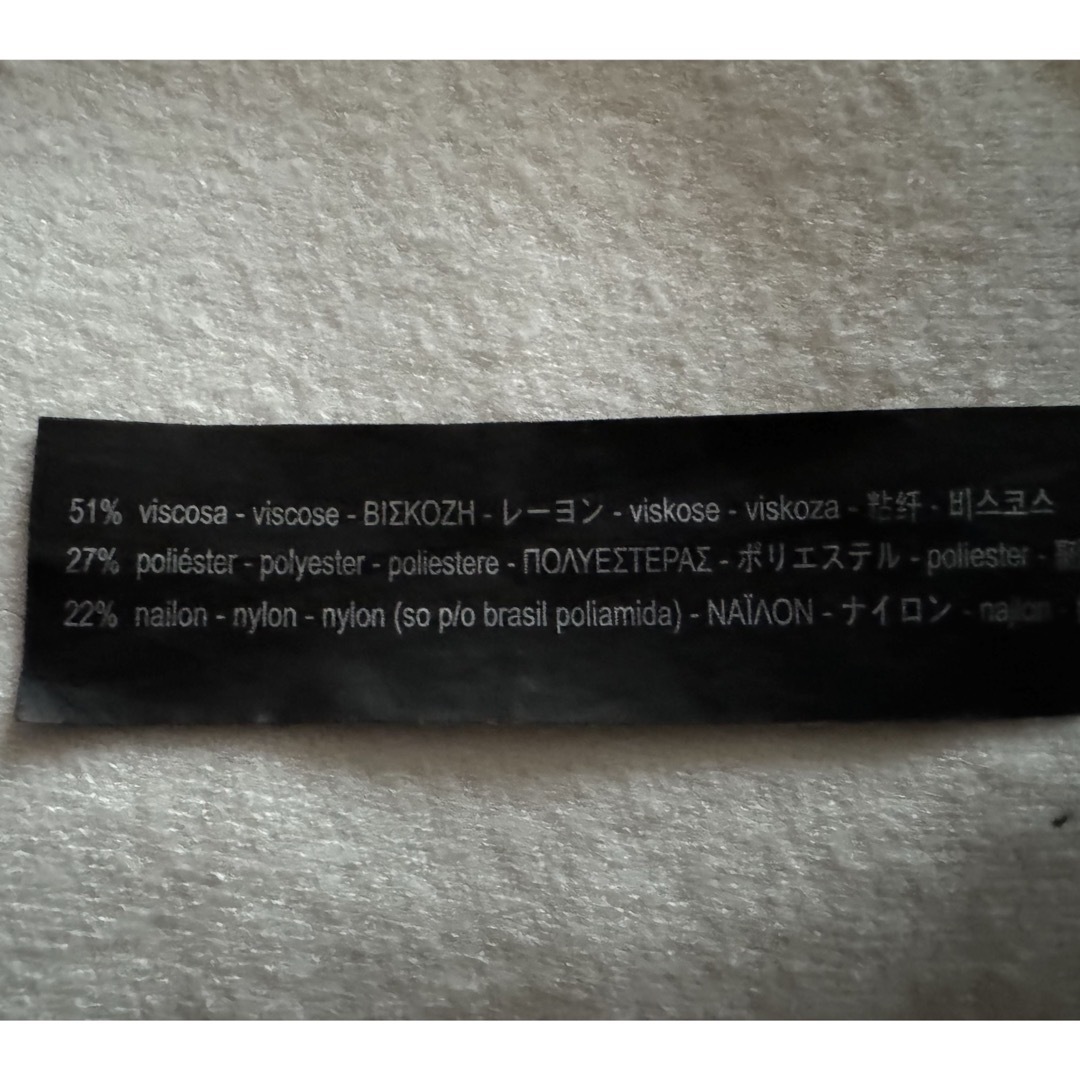 51% viscosa - viscose - ΒΙΣΚΟΖΗ - レーヨン - viskose - viskoza - 粘纤 - 비스코스
27% poliéster - polyester - poliestere - ΠΟΛΥΕΣΤΕΡΑΣ - ポリエステル - poliester -
22% nailon - nylon - nylon (so p/o brasil poliamida) - ΝΑΪΛΟΝ - ナイロン - najlon -